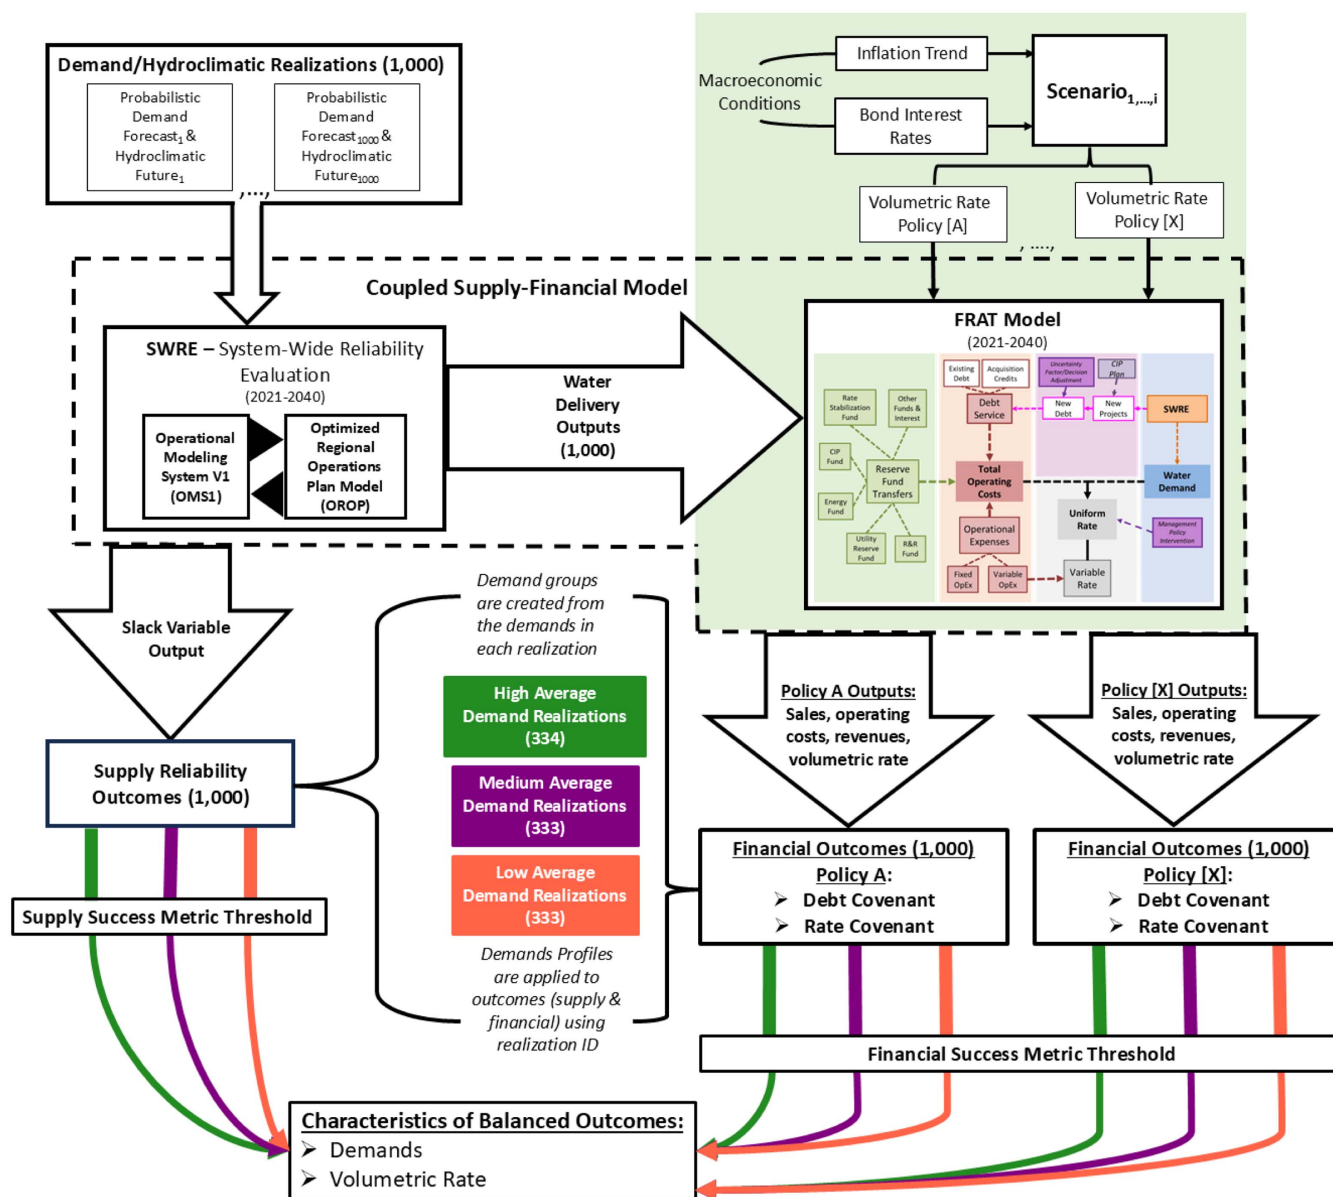 Demand/Hydroclimatic Realizations (1,000)
Probabilistic
Demand
Forecast1 &
Hydroclimatic
Future1
,...,
Probabilistic
Demand
Forecast1000 &
Hydroclimatic
Future1000
Macroeconomic
Conditions
Inflation Trend
Bond Interest
Rates
Scenario1,...,i
Volumetric Rate
Policy [A]
, ....,
Volumetric Rate
Policy [X]
Coupled Supply-Financial Model
SWRE – System-Wide Reliability
Evaluation
(2021-2040)
Operational
Modeling
System V1
(OMS1)
Optimized
Regional
Operations
Plan Model
(OROP)
Water
Delivery
Outputs
(1,000)
FRAT Model
(2021-2040)
Rate
Stabilization
Fund
Other
Funds &
Interest
CIP
Fund
Reserve
Fund
Transfers
Energy
Fund
Utility
Reserve
Fund
R&R
Fund
Existing
Debt
Acquisition
Credits
Debt
Service
Total
Operating
Costs
Operational
Expenses
Fixed
OpEx
Variable
OpEx
Uncertainty
Factor/Decision
Adjustment
CIP
Plan
New
Debt
New
Projects
SWRE
Water
Demand
Uniform
Rate
Management
Policy
Intervention
Variable
Rate
Slack Variable
Output
Demand groups
are created from
the demands in
each realization
High Average
Demand Realizations
(334)
Medium Average
Demand Realizations
(333)
Low Average
Demand Realizations
(333)
Demands Profiles
are applied to
outcomes (supply &
financial) using
realization ID
Policy A Outputs:
Sales, operating
costs, revenues,
volumetric rate
Policy [X] Outputs:
Sales, operating
costs, revenues,
volumetric rate
Supply Reliability
Outcomes (1,000)
Supply Success Metric Threshold
Financial Outcomes (1,000)
Policy A:
➢ Debt Covenant
➢ Rate Covenant
Financial Outcomes (1,000)
Policy [X]:
➢ Debt Covenant
➢ Rate Covenant
Financial Success Metric Threshold
Characteristics of Balanced Outcomes:
➢ Demands
➢ Volumetric Rate